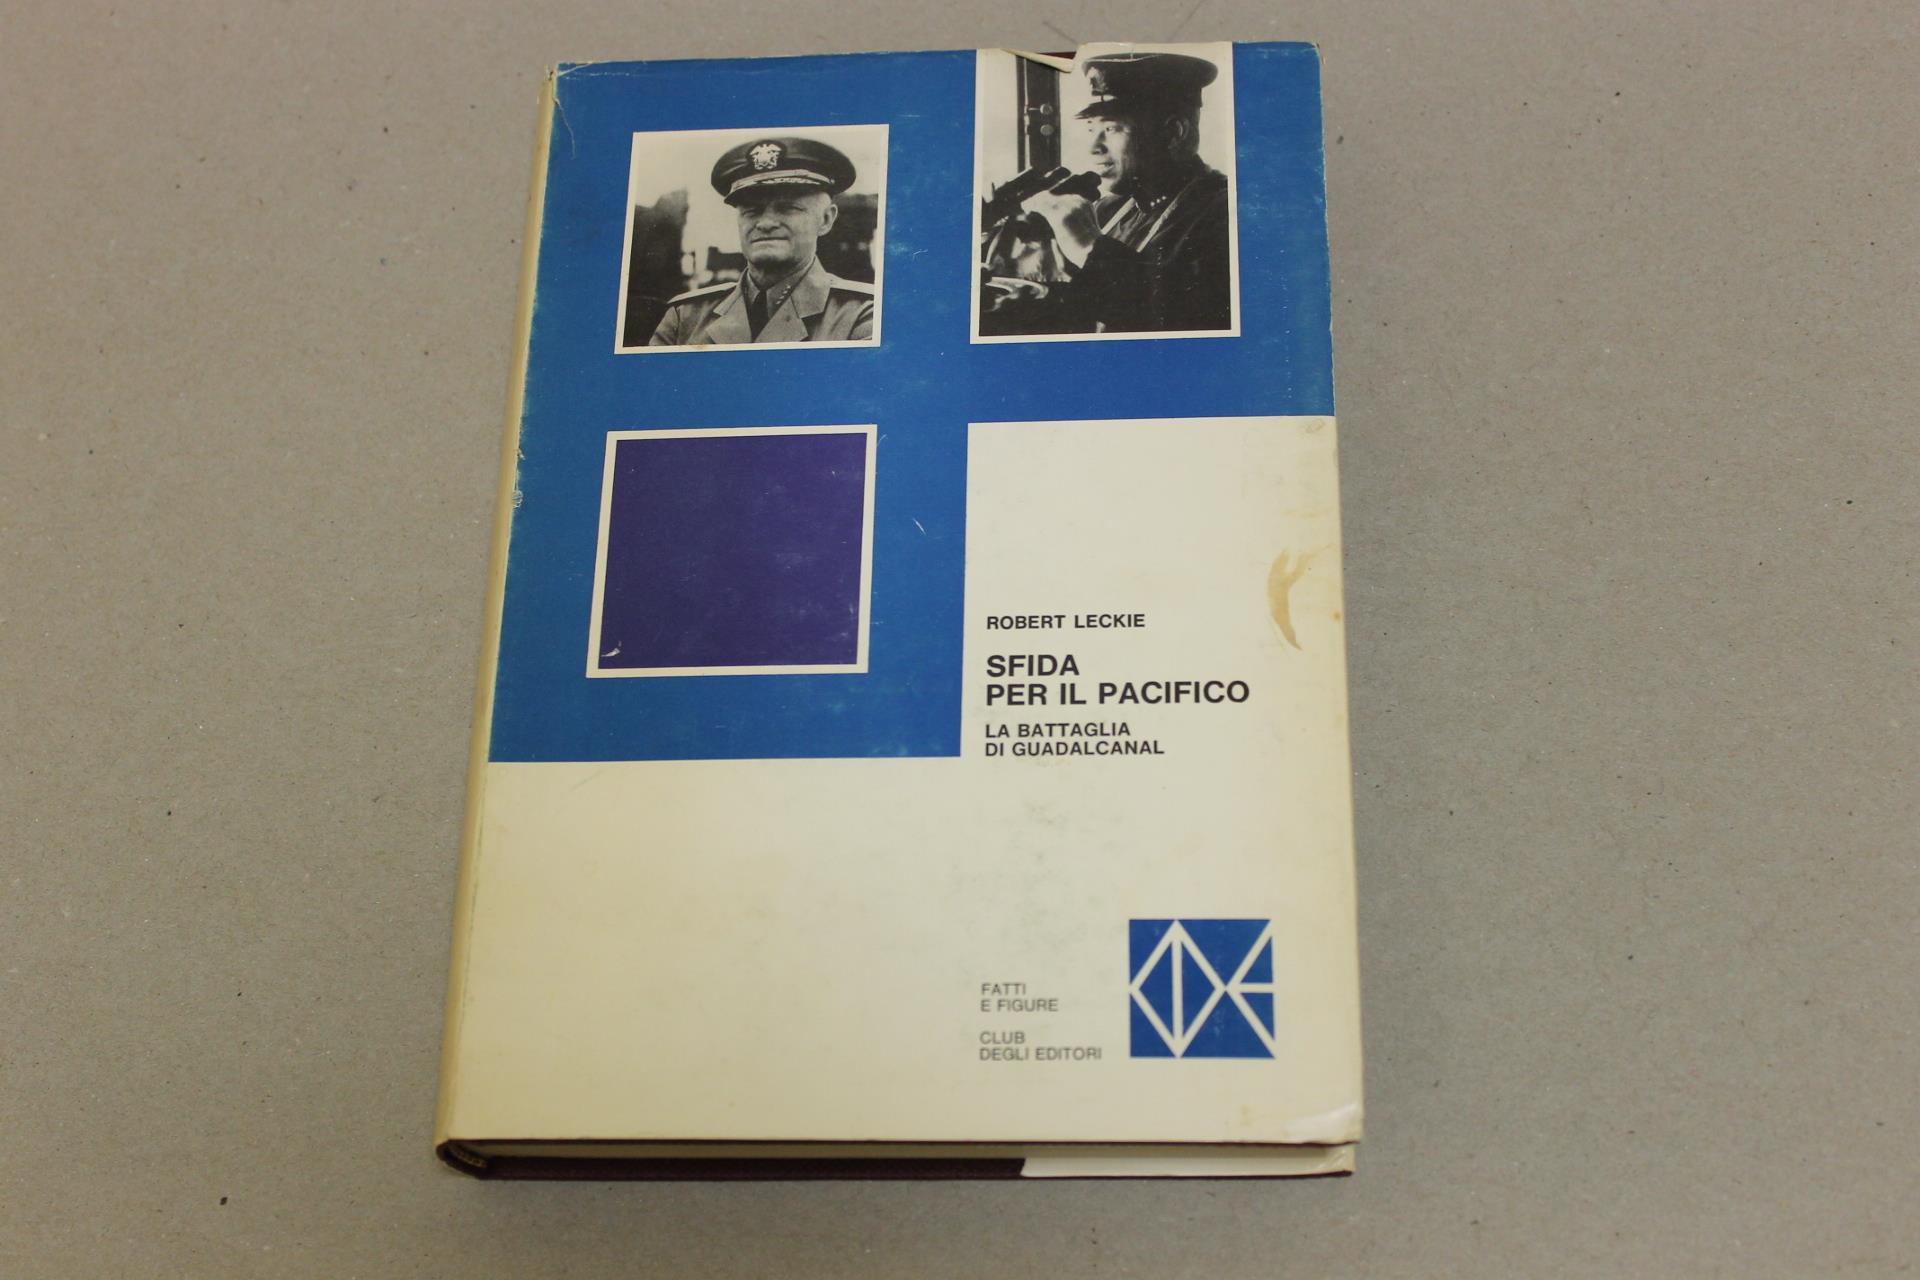 ROBERT LECKIE
SFIDA
PER IL PACIFICO
LA BATTAGLIA
DI GUADALCANAL
FATTI
E FIGURE
CLUB
DEGLI EDITORI